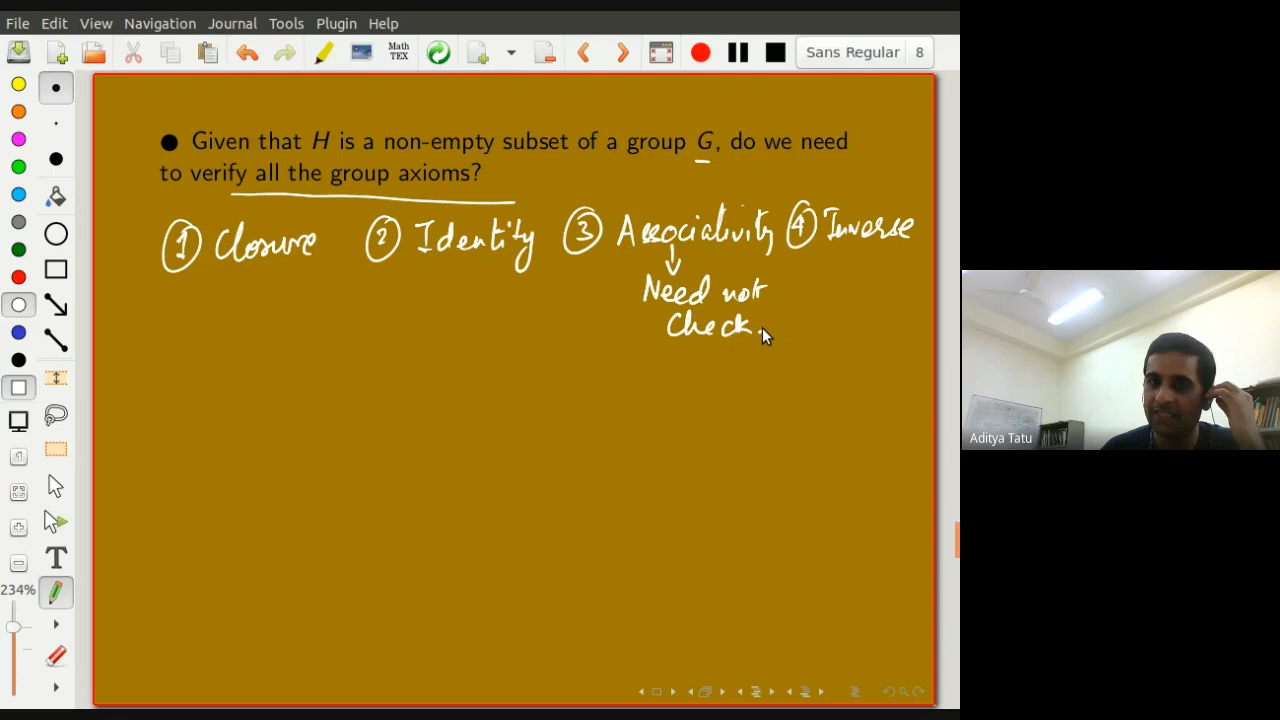 File Edit View Navigation Journal Tools Plugin Help
Math TEX
Sans Regular 8
● Given that H is a non-empty subset of a group G, do we need
to verify all the group axioms?
① Closure ② Identity ③ Associativity ④ Inverse
Need not
Check.
Aditya Tatu
T
234%